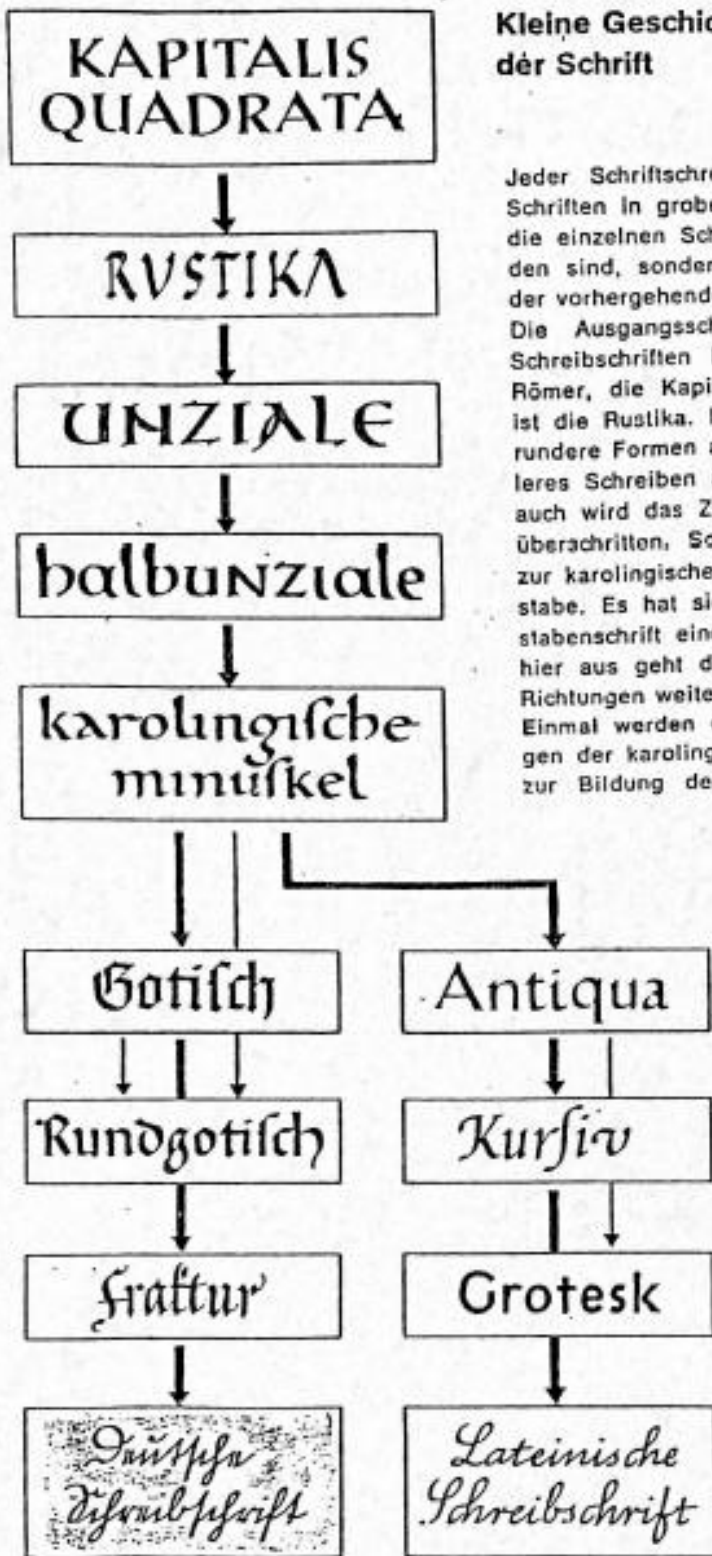 KAPITALIS
QUADRATA
RVSTIKA
UNZIALE
halbunziale
karolingiſche
minuſkel
Gotiſch
Antiqua
Rundgotiſch
Kurſiv
Fraktur
Grotesk
Deutſche
Schreibſchrift
Lateinische
Schreibschrift
Kleine Geschic
der Schrift
Jeder Schriftschre
Schriften in grobe
die einzelnen Sch
den sind, sonder
der vorhergehend
Die Ausgangssch
Schreibschriften
Römer, die Kapi
ist die Rustika.
rundere Formen a
leres Schreiben
auch wird das Z
überschritten. So
zur karolingische
stabe. Es hat si
stabenschrift ein
hier aus geht d
Richtungen weite
Einmal werden
gen der karoling
zur Bildung de